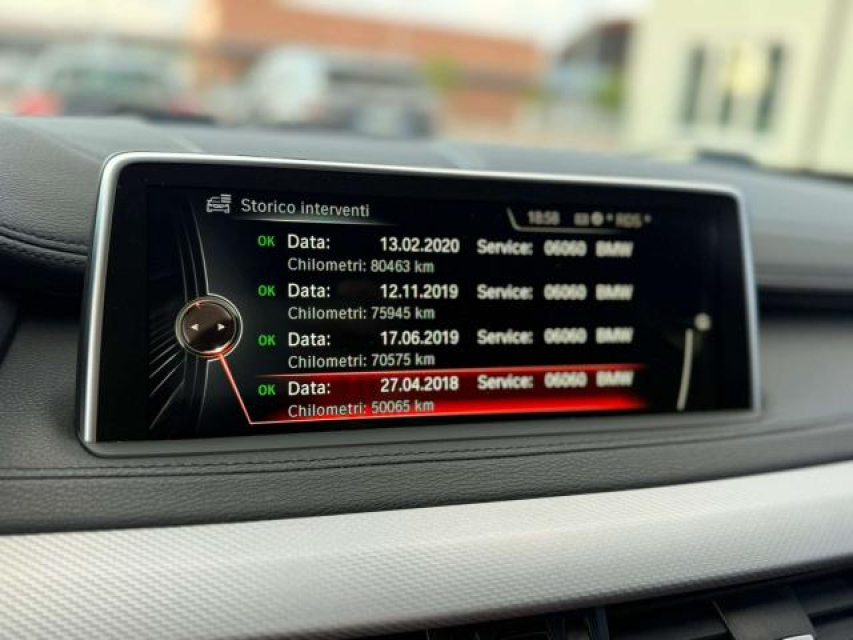 Storico interventi 18:58 * RDS *
OK Data: 13.02.2020 Service: 06060 BMW
Chilometri: 80463 km
OK Data: 12.11.2019 Service: 06060 BMW
Chilometri: 75945 km
OK Data: 17.06.2019 Service: 06060 BMW
Chilometri: 70575 km
OK Data: 27.04.2018 Service: 06060 BMW
Chilometri: 50065 km